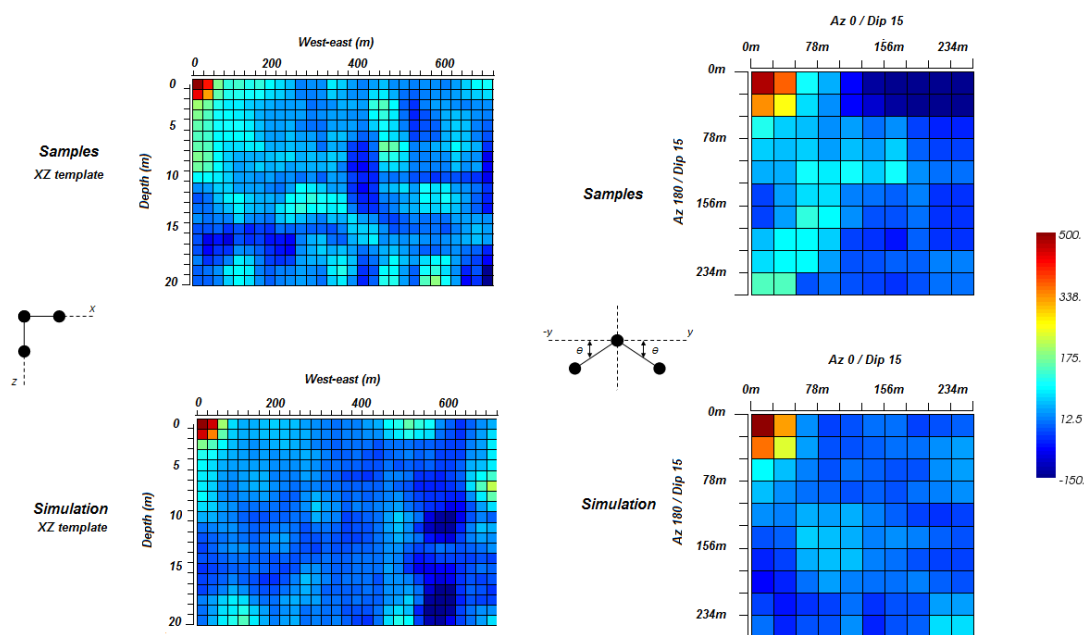 West-east (m)
0 200 400 600
Samples
XZ template
Depth (m)
0
5
10
15
20
Az 0 / Dip 15
0m 78m 156m 234m
Samples
Az 180 / Dip 15
0m
78m
156m
234m
500.
338.
175.
12.5
-150.
x
z
-y y
θ θ
West-east (m)
0 200 400 600
Simulation
XZ template
Depth (m)
0
5
10
15
20
Az 0 / Dip 15
0m 78m 156m 234m
Simulation
Az 180 / Dip 15
0m
78m
156m
234m